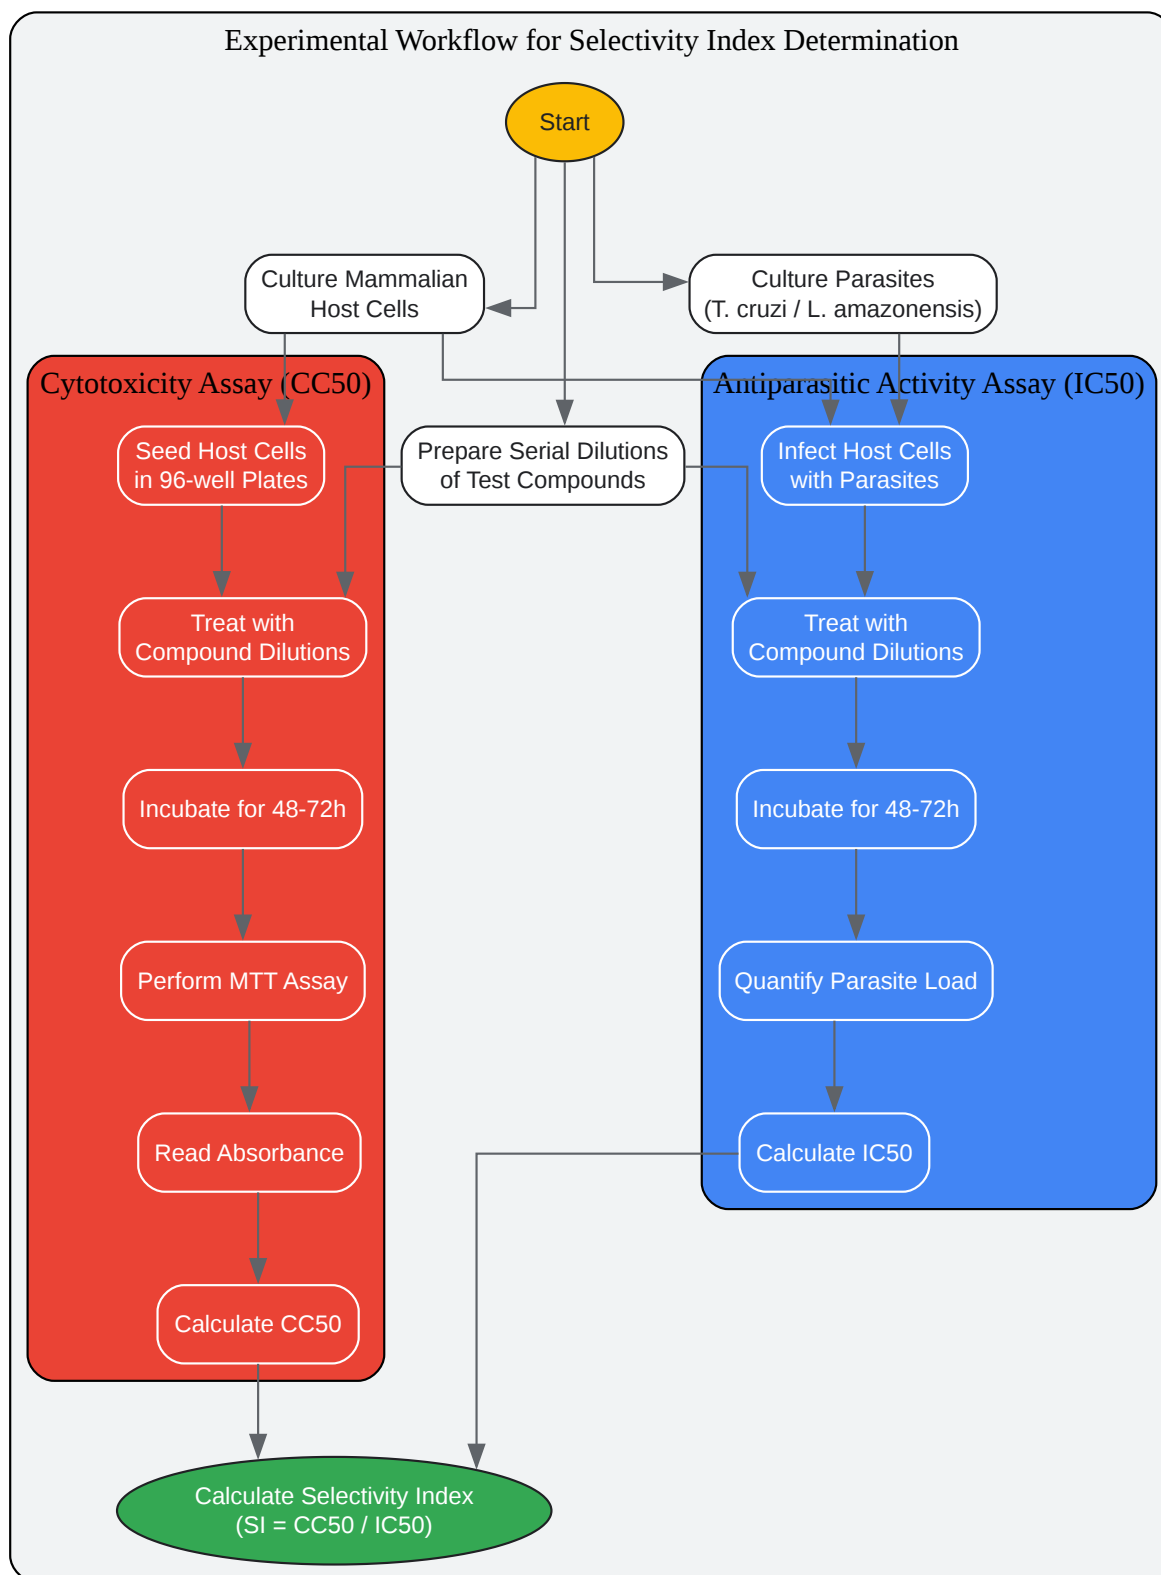 Experimental Workflow for Selectivity Index Determination
Start
Culture Mammalian
Host Cells
Culture Parasites
(T. cruzi / L. amazonensis)
Cytotoxicity Assay (CC50)
Antiparasitic Activity Assay (IC50)
Seed Host Cells
in 96-well Plates
Prepare Serial Dilutions
of Test Compounds
Infect Host Cells
with Parasites
Treat with
Compound Dilutions
Treat with
Compound Dilutions
Incubate for 48-72h
Incubate for 48-72h
Perform MTT Assay
Quantify Parasite Load
Read Absorbance
Calculate IC50
Calculate CC50
Calculate Selectivity Index
(SI = CC50 / IC50)